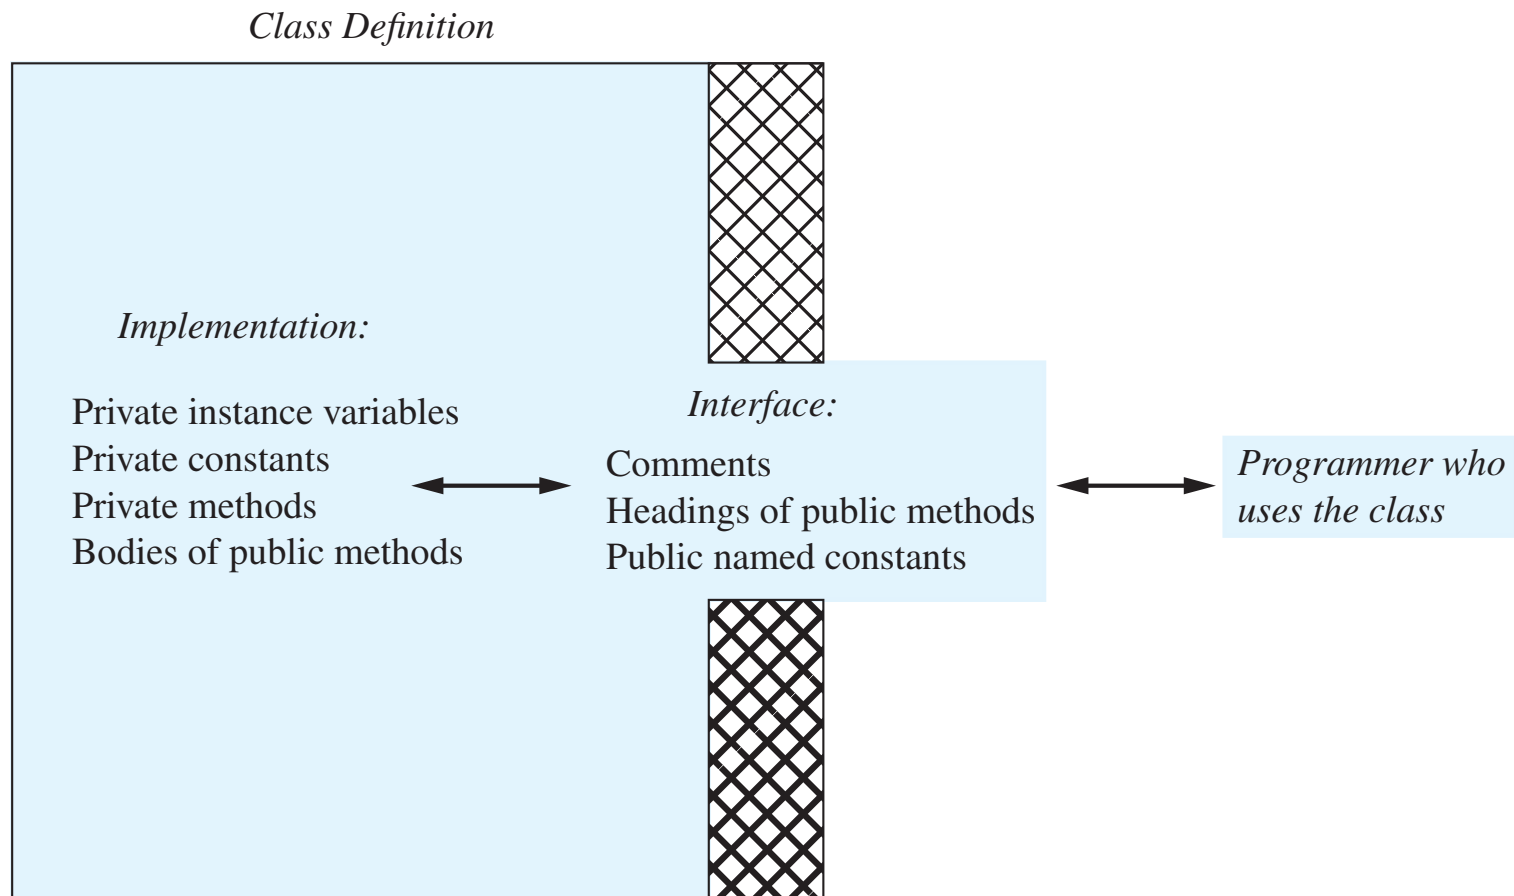 Class Definition
Implementation:
Private instance variables
Private constants
Private methods
Bodies of public methods
Interface:
Comments
Headings of public methods
Public named constants
Programmer who
uses the class